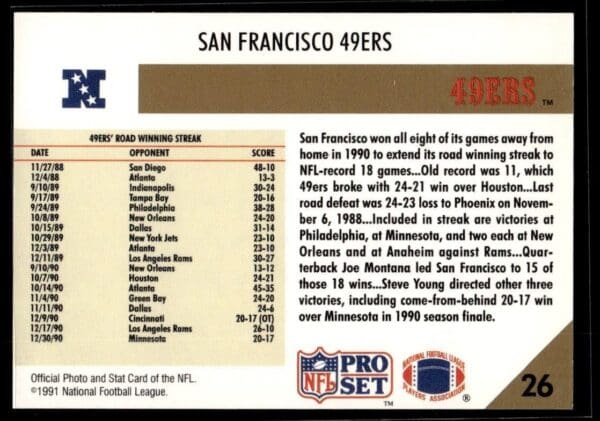 SAN FRANCISCO 49ERS
N
49ERS ™
49ERS' ROAD WINNING STREAK
DATE OPPONENT SCORE
11/27/88 San Diego 48-10
12/4/88 Atlanta 13-3
9/10/89 Indianapolis 30-24
9/17/89 Tampa Bay 20-16
9/24/89 Philadelphia 38-28
10/8/89 New Orleans 24-20
10/15/89 Dallas 31-14
10/29/89 New York Jets 23-10
12/3/89 Atlanta 23-10
12/11/89 Los Angeles Rams 30-27
9/10/90 New Orleans 13-12
10/7/90 Houston 24-21
10/14/90 Atlanta 45-35
11/4/90 Green Bay 24-20
11/11/90 Dallas 24-6
12/9/90 Cincinnati 20-17 (OT)
12/17/90 Los Angeles Rams 26-10
12/30/90 Minnesota 20-17
San Francisco won all eight of its games away from
home in 1990 to extend its road winning streak to
NFL-record 18 games...Old record was 11, which
49ers broke with 24-21 win over Houston...Last
road defeat was 24-23 loss to Phoenix on Novem-
ber 6, 1988...Included in streak are victories at
Philadelphia, at Minnesota, and two each at New
Orleans and at Anaheim against Rams...Quar-
terback Joe Montana led San Francisco to 15 of
those 18 wins...Steve Young directed other three
victories, including come-from-behind 20-17 win
over Minnesota in 1990 season finale.
Official Photo and Stat Card of the NFL.
©1991 National Football League.
NFL
PRO
SET ™
NATIONAL FOOTBALL LEAGUE
PLAYERS ASSOCIATION ®
26